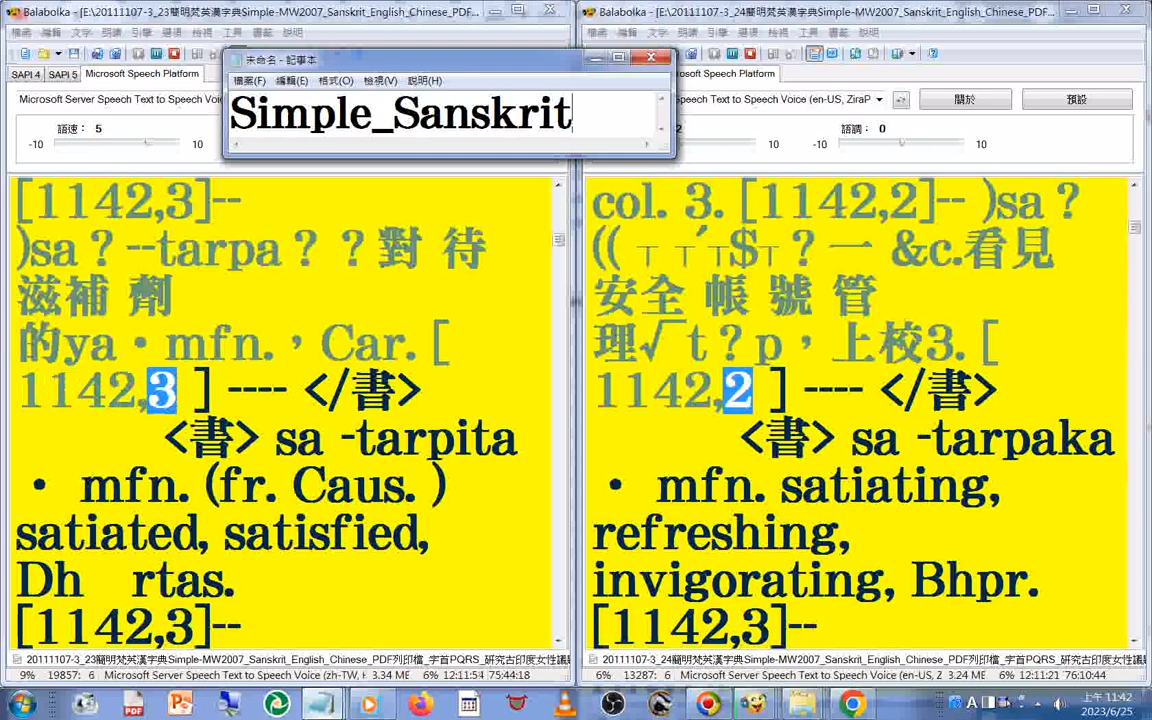 Balabolka - [E:\20111107-3_23簡明梵英漢字典Simple-MW2007_Sanskrit_English_Chinese_PDF...
Balabolka - [E:\20111107-3_24簡明梵英漢字典Simple-MW2007_Sanskrit_English_Chinese_PDF...
未命名 - 記事本
檔案(F) 編輯(E) 格式(O) 檢視(V) 說明(H)
Simple_Sanskrit
SAPI 4 SAPI 5 Microsoft Speech Platform
Microsoft Server Speech Text to Speech Voi
語速： 5
-10 10
Speech Platform
Speech Text to Speech Voice (en-US, ZiraP
關於 預設
2 語調： 0
10 -10 10
[1142,3]--
)sa？--tarpa？？對 待
滋補 劑
的ya・mfn.，Car. [
1142,3 ] ---- </書>
<書> sa -tarpita
• mfn. (fr. Caus. )
satiated, satisfied,
Dh rtas.
[1142,3]--
col. 3. [1142,2]-- )sa？
&c.看見
安全 帳 號 管
理√ t？p，上校3. [
1142,2 ] ---- </書>
<書> sa -tarpaka
• mfn. satiating,
refreshing,
invigorating, Bhpr.
[1142,3]--
20111107-3_23簡明梵英漢字典Simple-MW2007_Sanskrit_English_Chinese_PDF列印檔_字首PQRS_研究古印度女性議
9% 19857: 6 Microsoft Server Speech Text to Speech Voice (zh-TW, H 3.34 MB 6% 12:11:54 75:44:18
20111107-3_24簡明梵英漢字典Simple-MW2007_Sanskrit_English_Chinese_PDF列印檔_字首PQRS_研究古印度女性議題
6% 13287: 6 Microsoft Server Speech Text to Speech Voice (en-US, Z 3.24 MB 6% 12:11:21 76:10:44
上午 11:42
2023/6/25